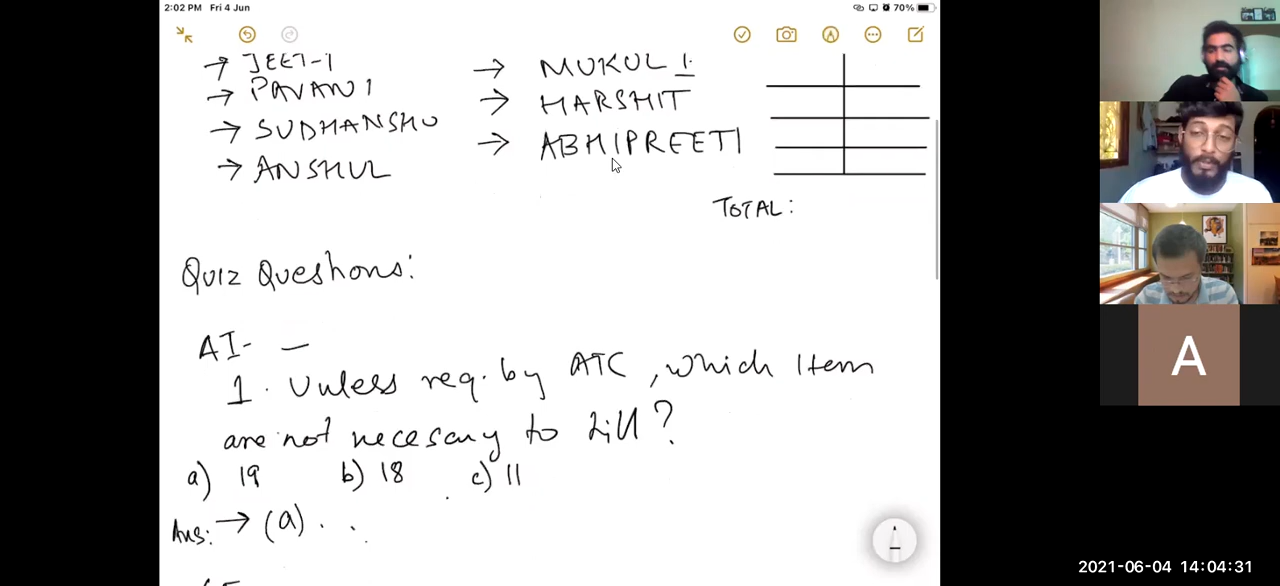 2:02 PM Fri 4 Jun
70%
→ JEET-1
→ PAVAN 1
→ SUDHANSHU
→ ANSHUL
→ MUKUL 1.
→ HARSHIT
→ ABHIPREETI
TOTAL:
Quiz Questions:
AI- —
1. Unless req. by ATC, which Item
are not necesary to fill?
a) 19 b) 18 c) 11
Ans: → (a) . .
A
2021-06-04 14:04:31